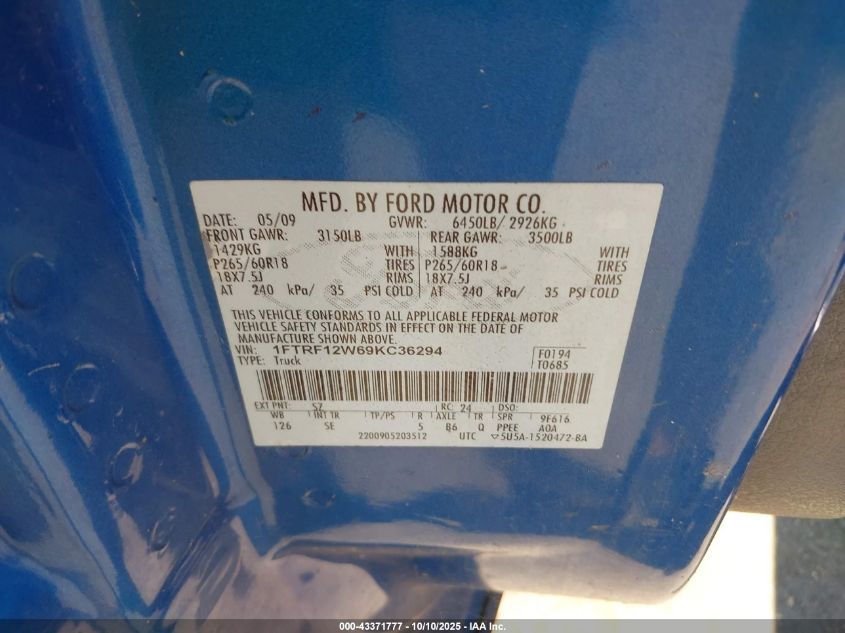 MFD. BY FORD MOTOR CO.
DATE: 05/09 GVWR: 6450LB/ 2926KG
FRONT GAWR: 3150LB REAR GAWR: 3500LB
1429KG WITH 1588KG WITH
P265/60R18 TIRES P265/60R18 TIRES
18X7.5J RIMS 18X7.5J RIMS
AT 240 kPa/ 35 PSI COLD AT 240 kPa/ 35 PSI COLD
THIS VEHICLE CONFORMS TO ALL APPLICABLE FEDERAL MOTOR
VEHICLE SAFETY STANDARDS IN EFFECT ON THE DATE OF
MANUFACTURE SHOWN ABOVE.
VIN: 1FTRF12W69KC36294 F0194
TYPE: Truck T0685
EXT PNT: SZ RC: 24 DSO:
WB INT TR TP/PS R AXLE TR SPR 9F616
126 SE 5 B6 Q PPEE A0A
2200905203512 UTC ▽5U5A-1520472-BA
000-43371777 - 10/10/2025 - IAA Inc.